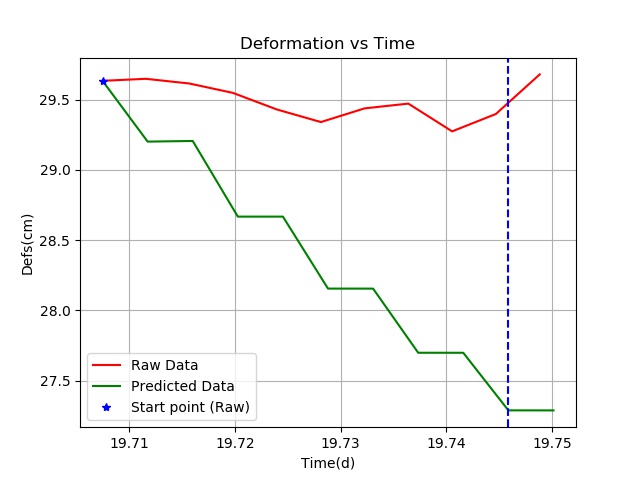 Deformation vs Time
Defs(cm)
29.5
29.0
28.5
28.0
27.5
Raw Data
Predicted Data
Start point (Raw)
19.71 19.72 19.73 19.74 19.75
Time(d)